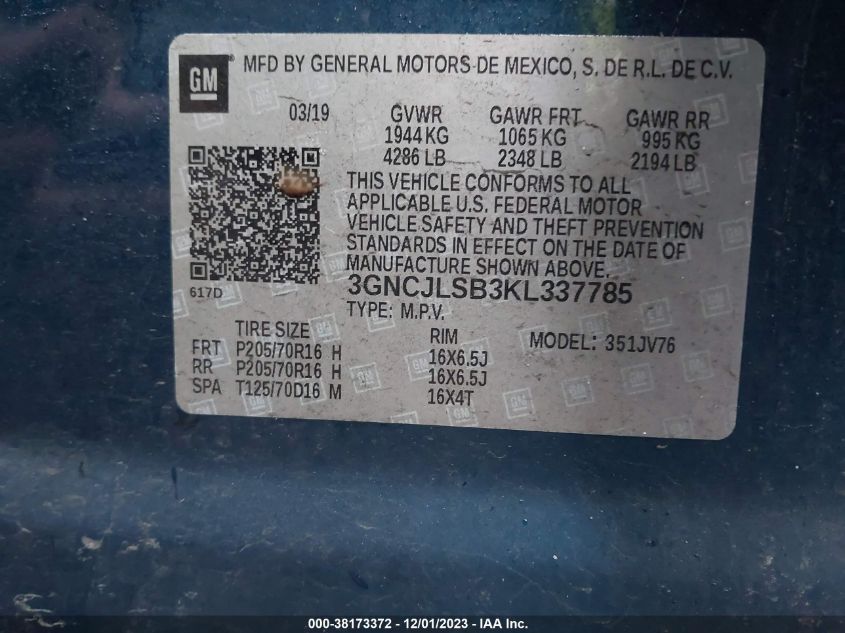 GM MFD BY GENERAL MOTORS DE MEXICO, S. DE R.L. DE C.V.
03/19 GVWR GAWR FRT GAWR RR
1944 KG 1065 KG 995 KG
4286 LB 2348 LB 2194 LB
THIS VEHICLE CONFORMS TO ALL
APPLICABLE U.S. FEDERAL MOTOR
VEHICLE SAFETY AND THEFT PREVENTION
STANDARDS IN EFFECT ON THE DATE OF
MANUFACTURE SHOWN ABOVE.
617D 3GNCJLSB3KL337785
TYPE: M.P.V.
TIRE SIZE RIM MODEL: 351JV76
FRT P205/70R16 H 16X6.5J
RR P205/70R16 H 16X6.5J
SPA T125/70D16 M 16X4T
000-38173372 - 12/01/2023 - IAA Inc.